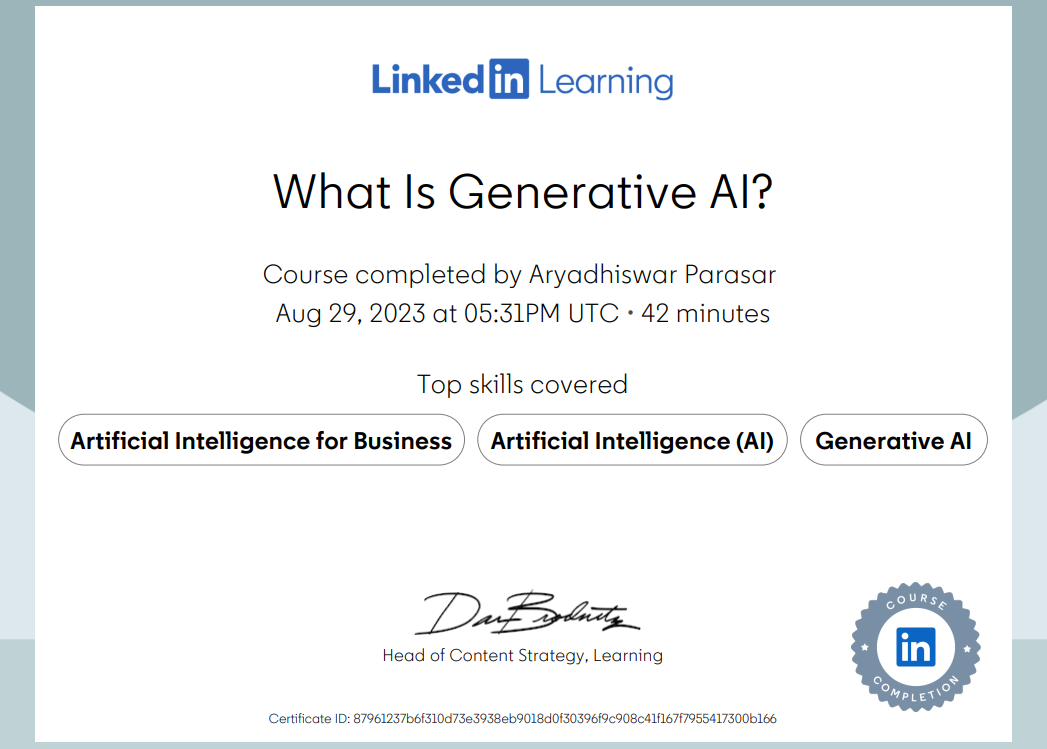 Linked in Learning
What Is Generative AI?
Course completed by Aryadhiswar Parasar
Aug 29, 2023 at 05:31PM UTC • 42 minutes
Top skills covered
Artificial Intelligence for Business
Artificial Intelligence (AI)
Generative AI
Dan Brodnitz
Head of Content Strategy, Learning
COURSE
in
COMPLETION
Certificate ID: 87961237b6f310d73e3938eb9018d0f30396f9c908c41f167f7955417300b166